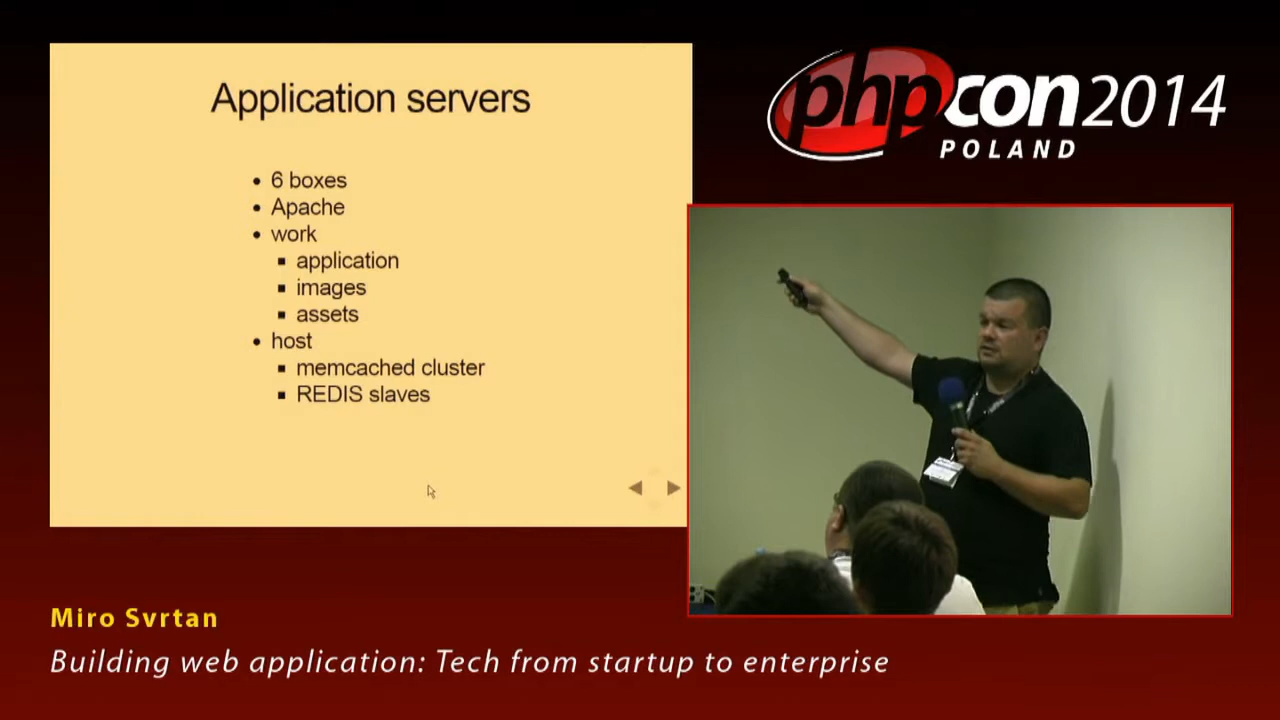 Application servers
• 6 boxes
• Apache
• work
▪ application
▪ images
▪ assets
• host
▪ memcached cluster
▪ REDIS slaves
phpcon2014
POLAND
Miro Svrtan
Building web application: Tech from startup to enterprise